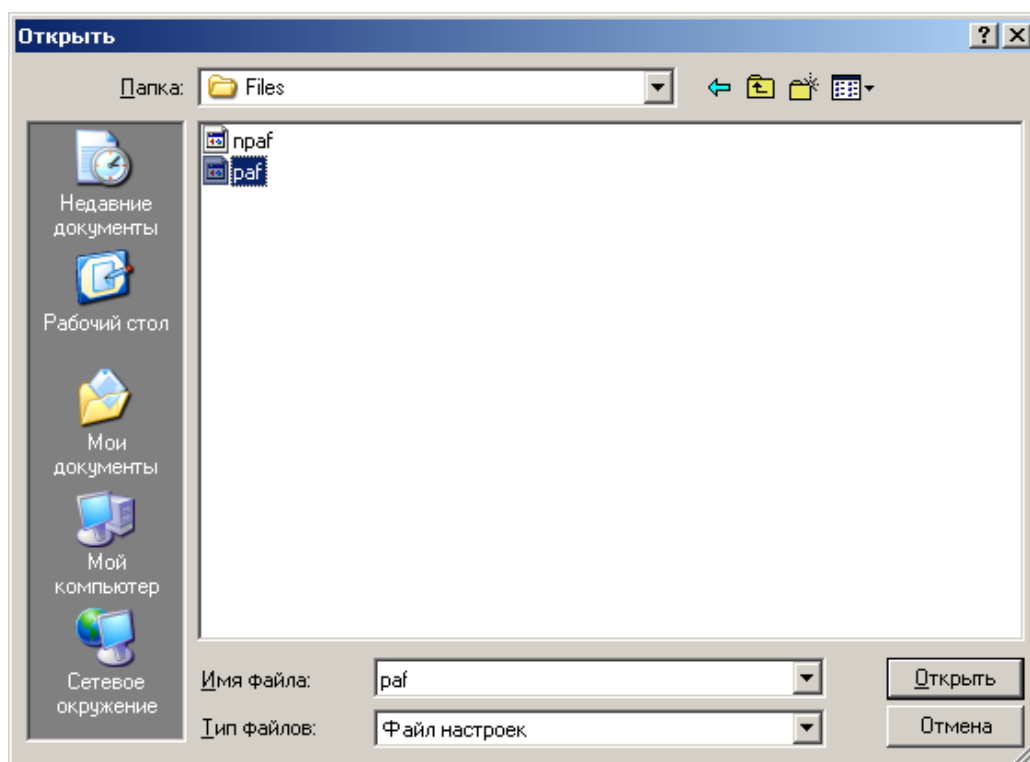 Открыть
Папка: Files
npaf
paf
Недавние
документы
Рабочий стол
Мои
документы
Мой
компьютер
Сетевое
окружение
Имя файла: paf Открыть
Тип файлов: Файл настроек Отмена